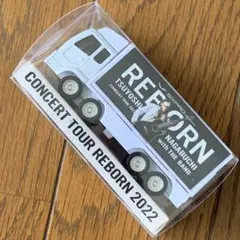 REBORN
TSUYOSHI NAGABUCHI
WITH THE BAND
CONCERT TOUR REBORN 2022